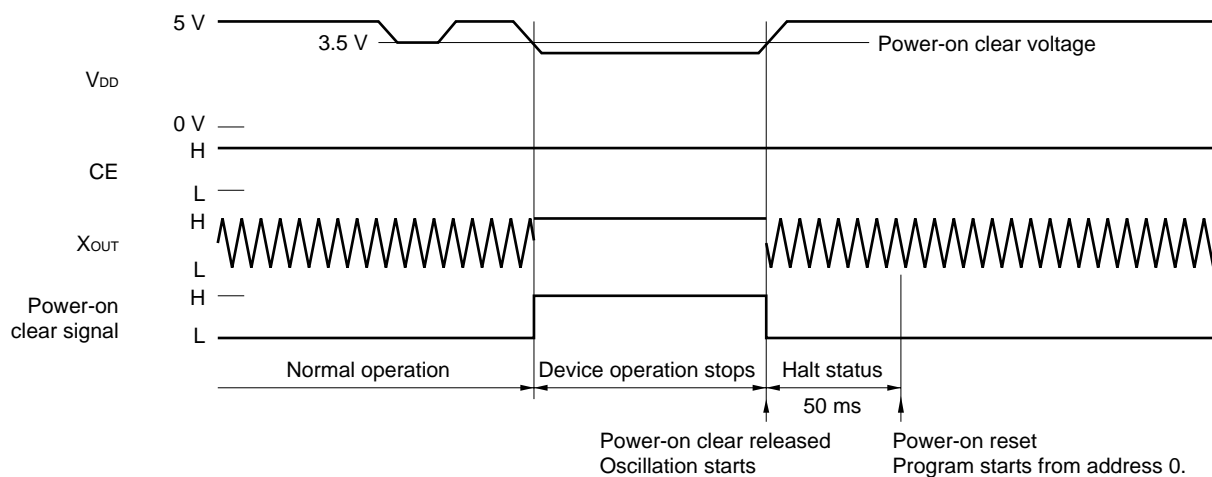 5 V
3.5 V
Power-on clear voltage
VDD
0 V
H
CE
L
H
XOUT
L
Power-on
clear signal
H
L
Normal operation
Device operation stops
Halt status
50 ms
Power-on clear released
Oscillation starts
Power-on reset
Program starts from address 0.